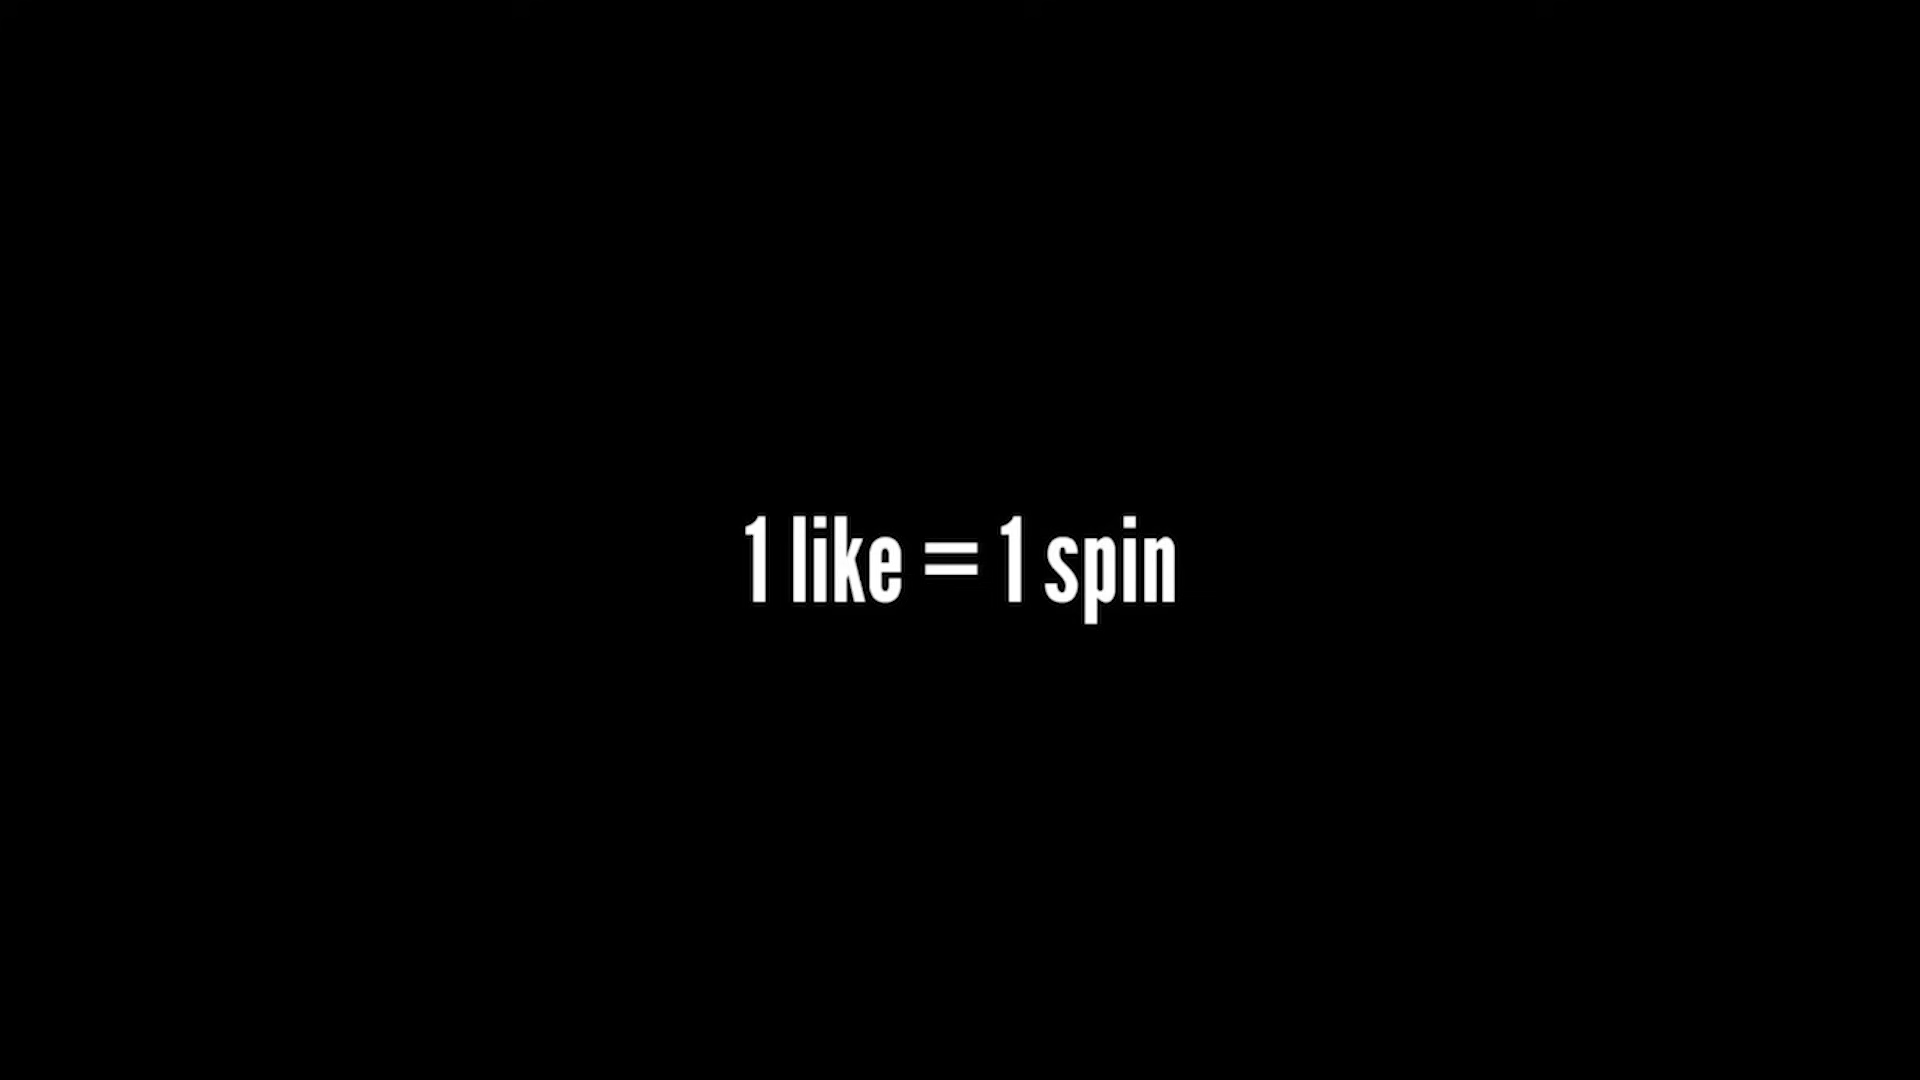 1 like = 1 spin